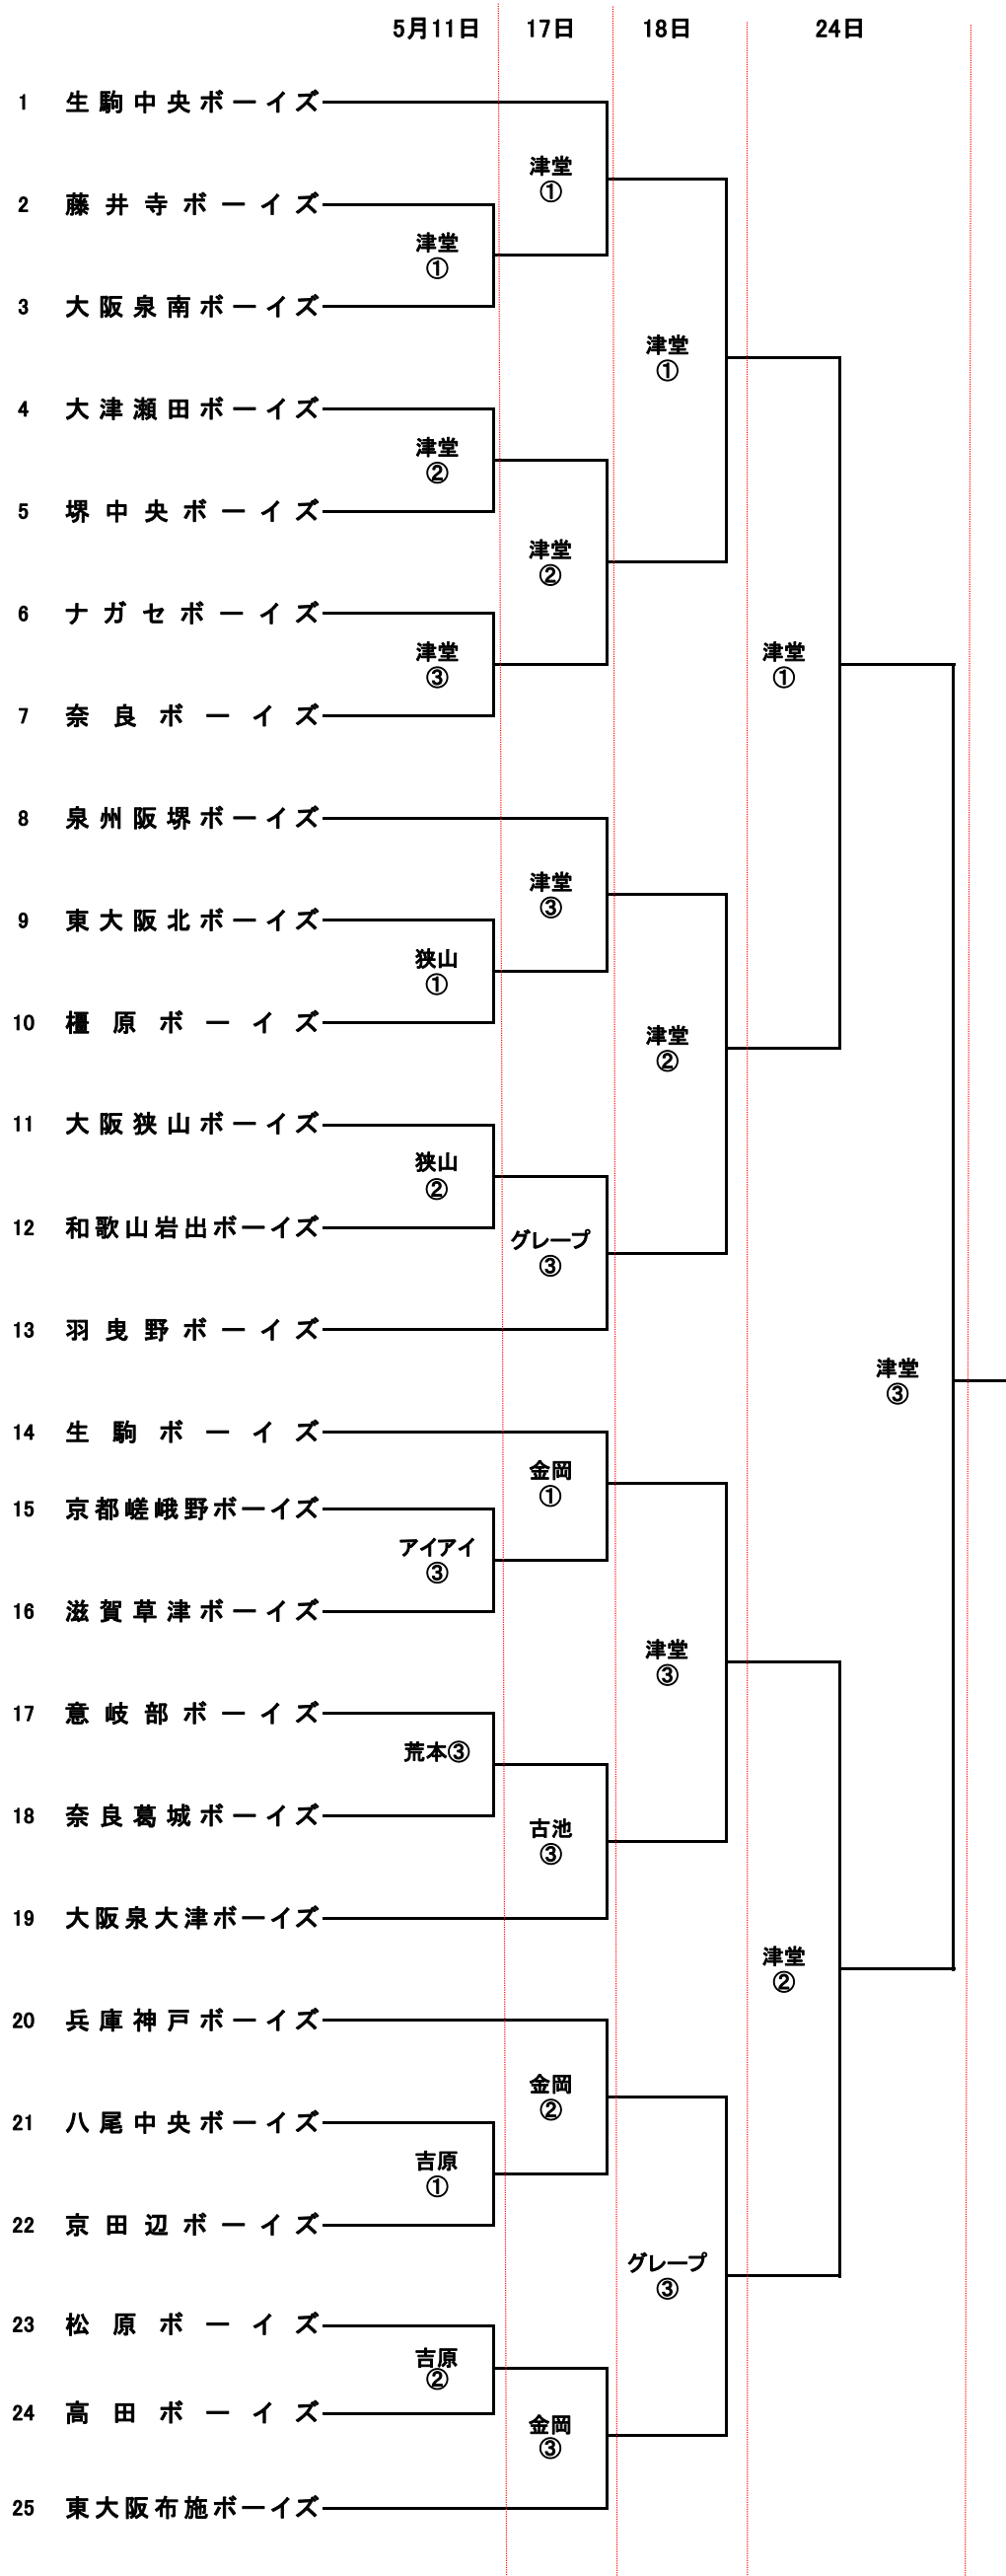 5月11日 17日 18日 24日
1 生駒中央ボーイズ
津堂
①
2 藤井寺ボーイズ
津堂
①
3 大阪泉南ボーイズ
津堂
①
4 大津瀬田ボーイズ
津堂
②
5 堺中央ボーイズ
津堂
②
6 ナガセボーイズ
津堂
③
津堂
①
7 奈良ボーイズ
8 泉州阪堺ボーイズ
津堂
③
9 東大阪北ボーイズ
狭山
①
10 橿原ボーイズ
津堂
②
11 大阪狭山ボーイズ
狭山
②
12 和歌山岩出ボーイズ
グレープ
③
13 羽曳野ボーイズ
津堂
③
14 生駒ボーイズ
金岡
①
15 京都嵯峨野ボーイズ
アイアイ
③
16 滋賀草津ボーイズ
津堂
③
17 意岐部ボーイズ
荒本③
18 奈良葛城ボーイズ
古池
③
19 大阪泉大津ボーイズ
津堂
②
20 兵庫神戸ボーイズ
金岡
②
21 八尾中央ボーイズ
吉原
①
22 京田辺ボーイズ
グレープ
③
23 松原ボーイズ
吉原
②
24 高田ボーイズ
金岡
③
25 東大阪布施ボーイズ